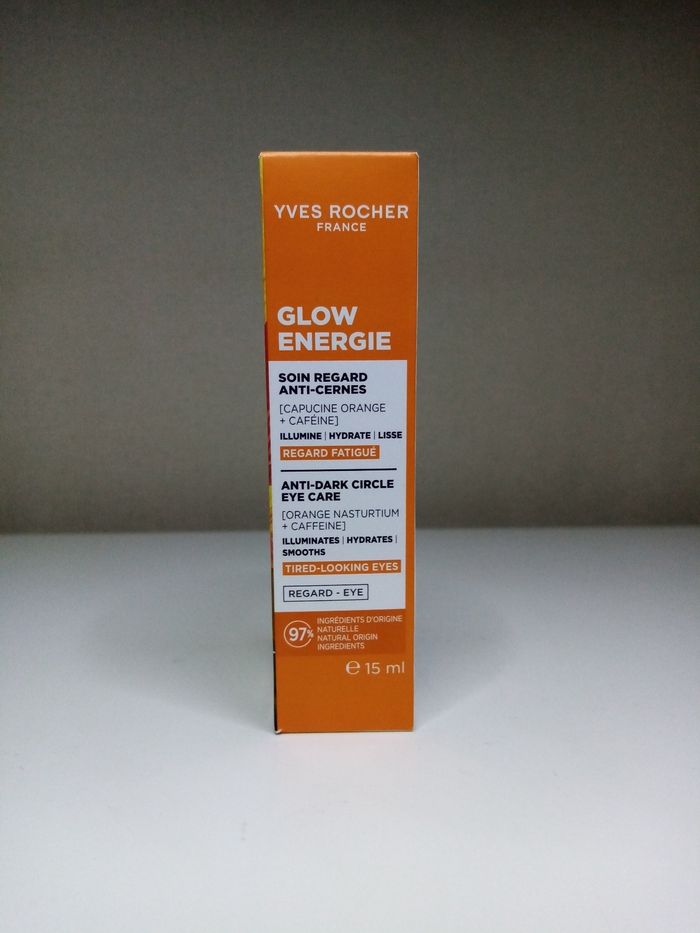 YVES ROCHER
FRANCE
GLOW
ENERGIE
SOIN REGARD
ANTI-CERNES
[CAPUCINE ORANGE
+ CAFÉINE]
ILLUMINE | HYDRATE | LISSE
REGARD FATIGUÉ
ANTI-DARK CIRCLE
EYE CARE
[ORANGE NASTURTIUM
+ CAFFEINE]
ILLUMINATES | HYDRATES |
SMOOTHS
TIRED-LOOKING EYES
REGARD - EYE
97%
INGRÉDIENTS D'ORIGINE
NATURELLE
NATURAL ORIGIN
INGREDIENTS
℮ 15 ml